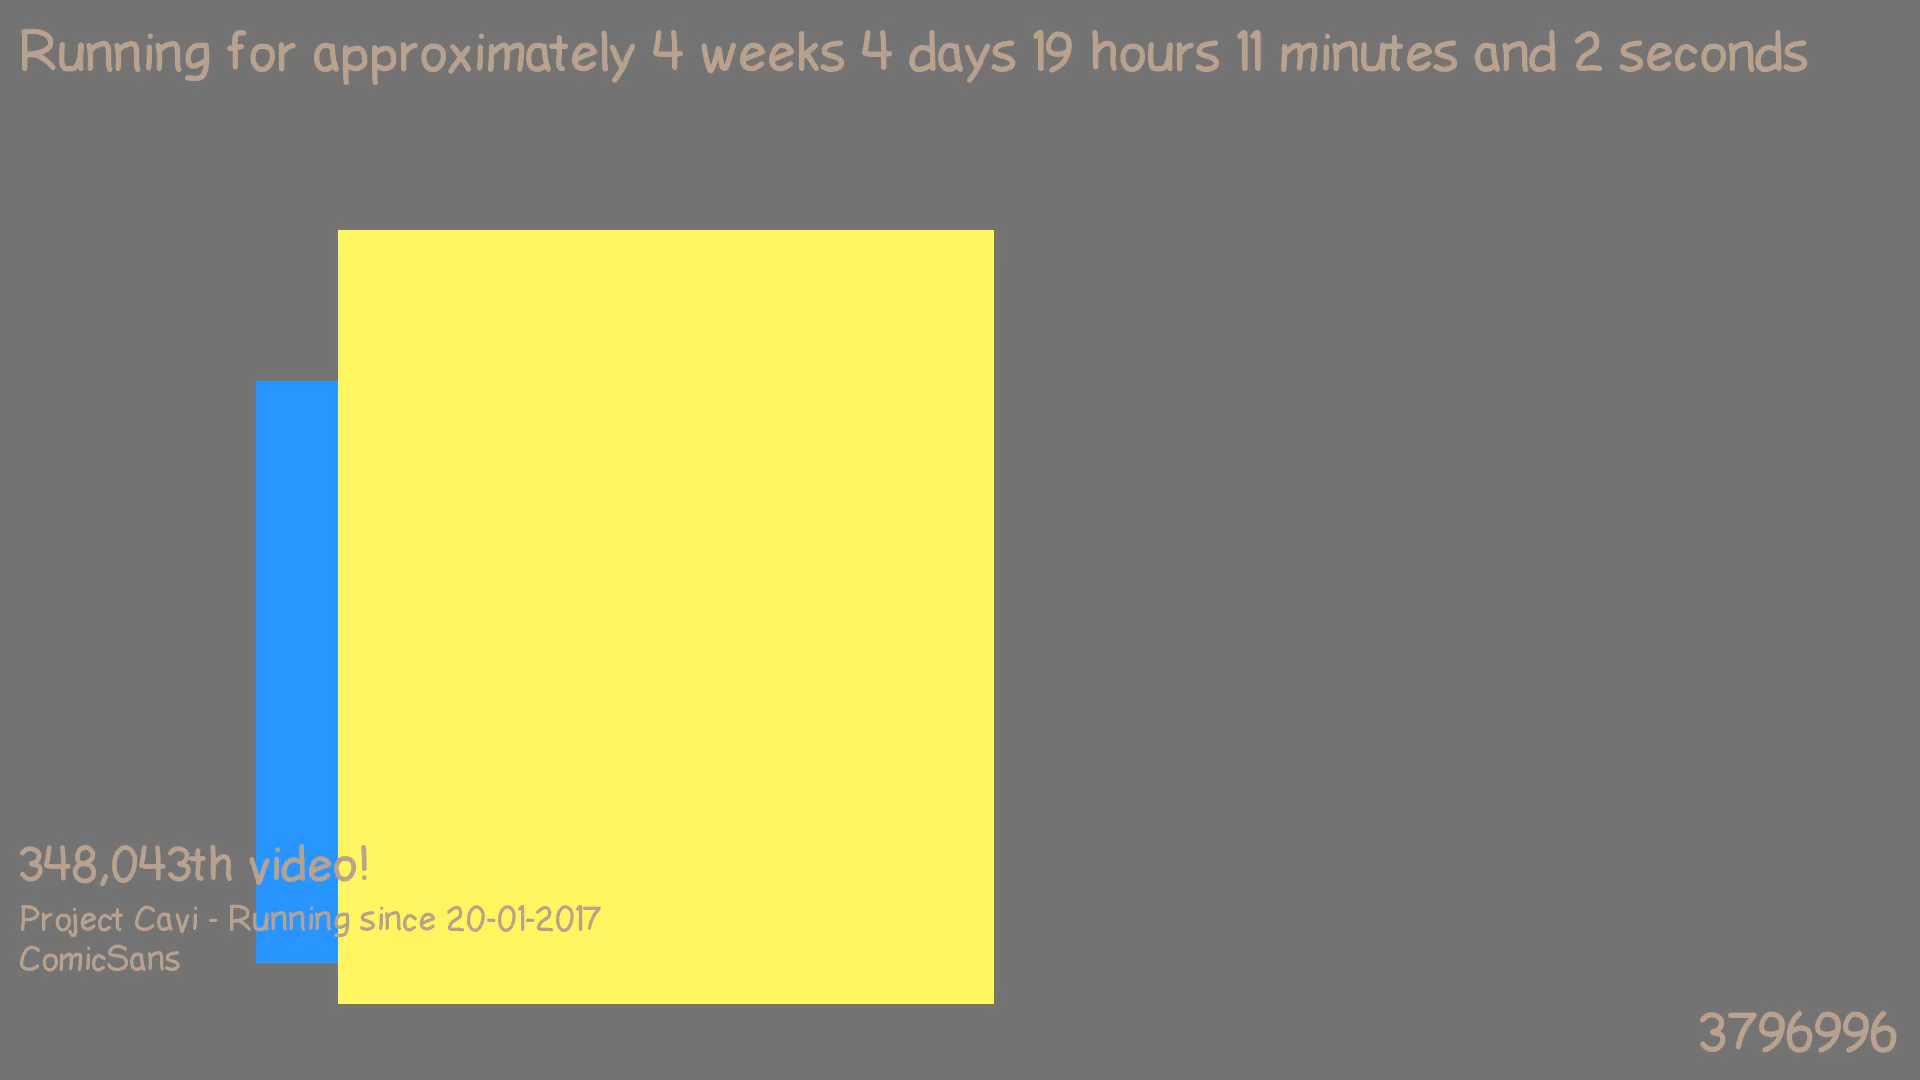 Running for approximately 4 weeks 4 days 19 hours 11 minutes and 2 seconds
348,043th video!
Project Cavi - Running since 20-01-2017
ComicSans
3796996